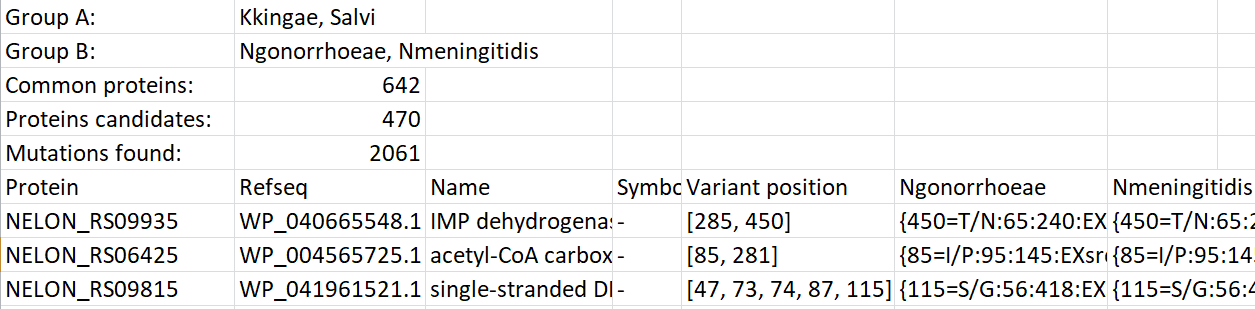 Group A: Kkingae, Salvi
Group B: Ngonorrhoeae, Nmeningitidis
Common proteins: 642
Proteins candidates: 470
Mutations found: 2061
Protein Refseq Name Symbo Variant position Ngonorrhoeae Nmeningitidis
NELON_RS09935 WP_040665548.1 IMP dehydrogenas - [285, 450] {450=T/N:65:240:EX {450=T/N:65:2
NELON_RS06425 WP_004565725.1 acetyl-CoA carbox - [85, 281] {85=I/P:95:145:EXsr {85=I/P:95:14
NELON_RS09815 WP_041961521.1 single-stranded D - [47, 73, 74, 87, 115] {115=S/G:56:418:EX {115=S/G:56:4